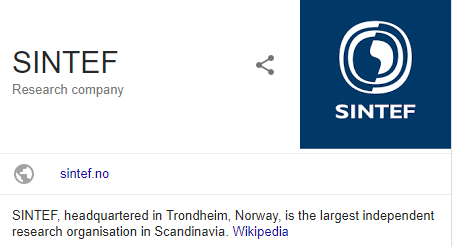 SINTEF
Research company
SINTEF
sintef.no
SINTEF, headquartered in Trondheim, Norway, is the largest independent
research organisation in Scandinavia. Wikipedia